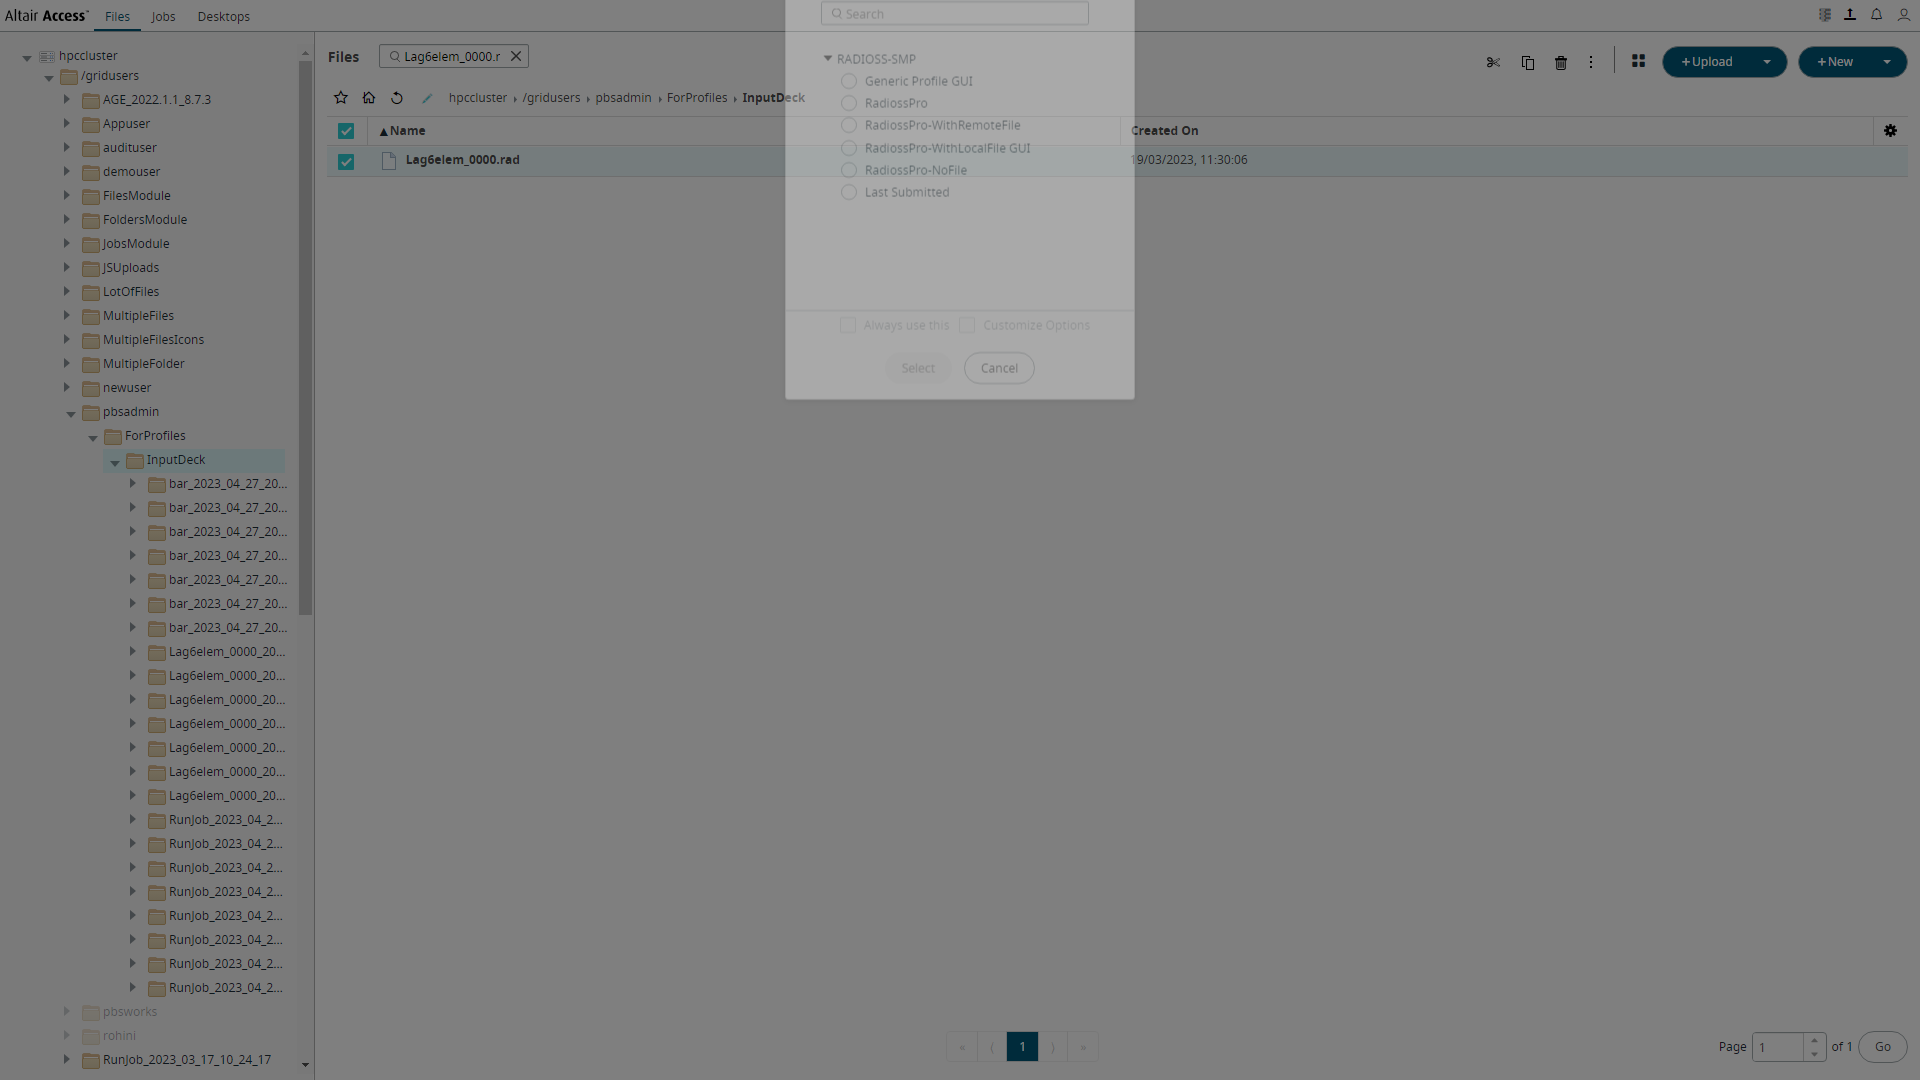 Altair Access™ Files Jobs Desktops
hpccluster
/gridusers
AGE_2022.1.1_8.7.3
Appuser
audituser
demouser
FilesModule
FoldersModule
JobsModule
JSUploads
LotOfFiles
MultipleFiles
MultipleFilesIcons
MultipleFolder
newuser
pbsadmin
ForProfiles
InputDeck
bar_2023_04_27_20...
bar_2023_04_27_20...
bar_2023_04_27_20...
bar_2023_04_27_20...
bar_2023_04_27_20...
bar_2023_04_27_20...
bar_2023_04_27_20...
Lag6elem_0000_20...
Lag6elem_0000_20...
Lag6elem_0000_20...
Lag6elem_0000_20...
Lag6elem_0000_20...
Lag6elem_0000_20...
Lag6elem_0000_20...
RunJob_2023_04_2...
RunJob_2023_04_2...
RunJob_2023_04_2...
RunJob_2023_04_2...
RunJob_2023_04_2...
RunJob_2023_04_2...
RunJob_2023_04_2...
RunJob_2023_04_2...
pbsworks
rohini
RunJob_2023_03_17_10_24_17
Files Lag6elem_0000.r
+Upload +New
hpccluster › /gridusers › pbsadmin › ForProfiles › InputDeck
Name Created On
Lag6elem_0000.rad 19/03/2023, 11:30:06
Search
RADIOSS-SMP
Generic Profile GUI
RadiossPro
RadiossPro-WithRemoteFile
RadiossPro-WithLocalFile GUI
RadiossPro-NoFile
Last Submitted
Always use this Customize Options
Select Cancel
« ⟨ 1 ⟩ » Page 1 of 1 Go